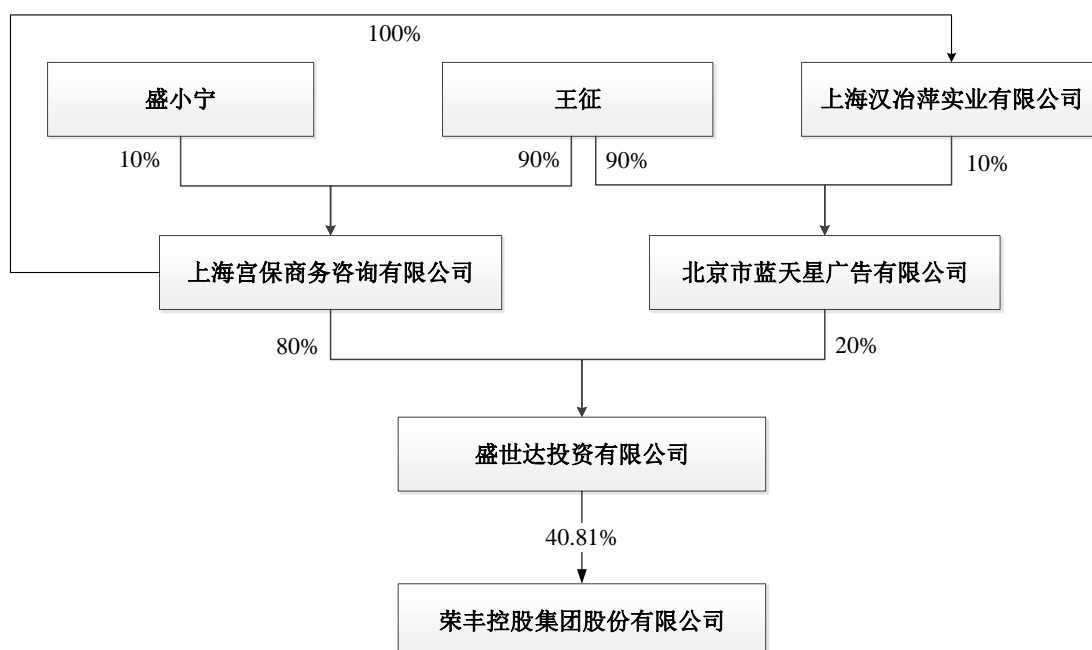 100%
盛小宁
王征
上海汉冶萍实业有限公司
10%
90%
90%
10%
上海宫保商务咨询有限公司
北京市蓝天星广告有限公司
80%
20%
盛世达投资有限公司
40.81%
荣丰控股集团股份有限公司